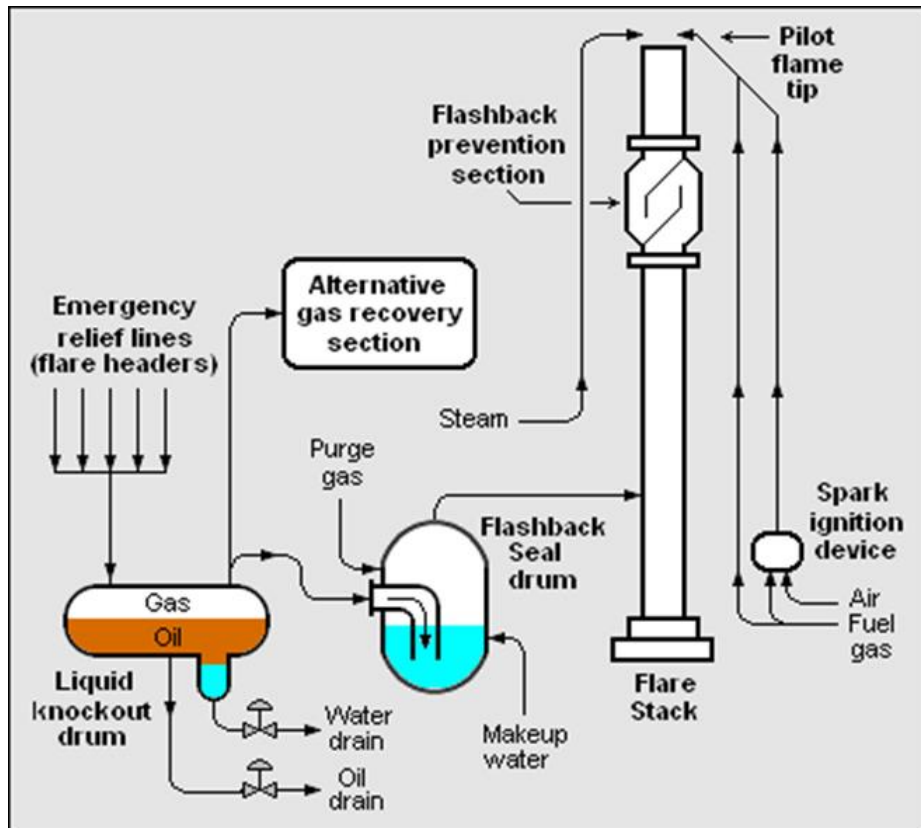 Pilot
flame
tip
Flashback
prevention
section
Alternative
gas recovery
section
Emergency
relief lines
(flare headers)
Steam
Purge
gas
Flashback
Seal
drum
Spark
ignition
device
Gas
Oil
Air
Fuel
gas
Liquid
knockout
drum
Water
drain
Makeup
water
Flare
Stack
Oil
drain